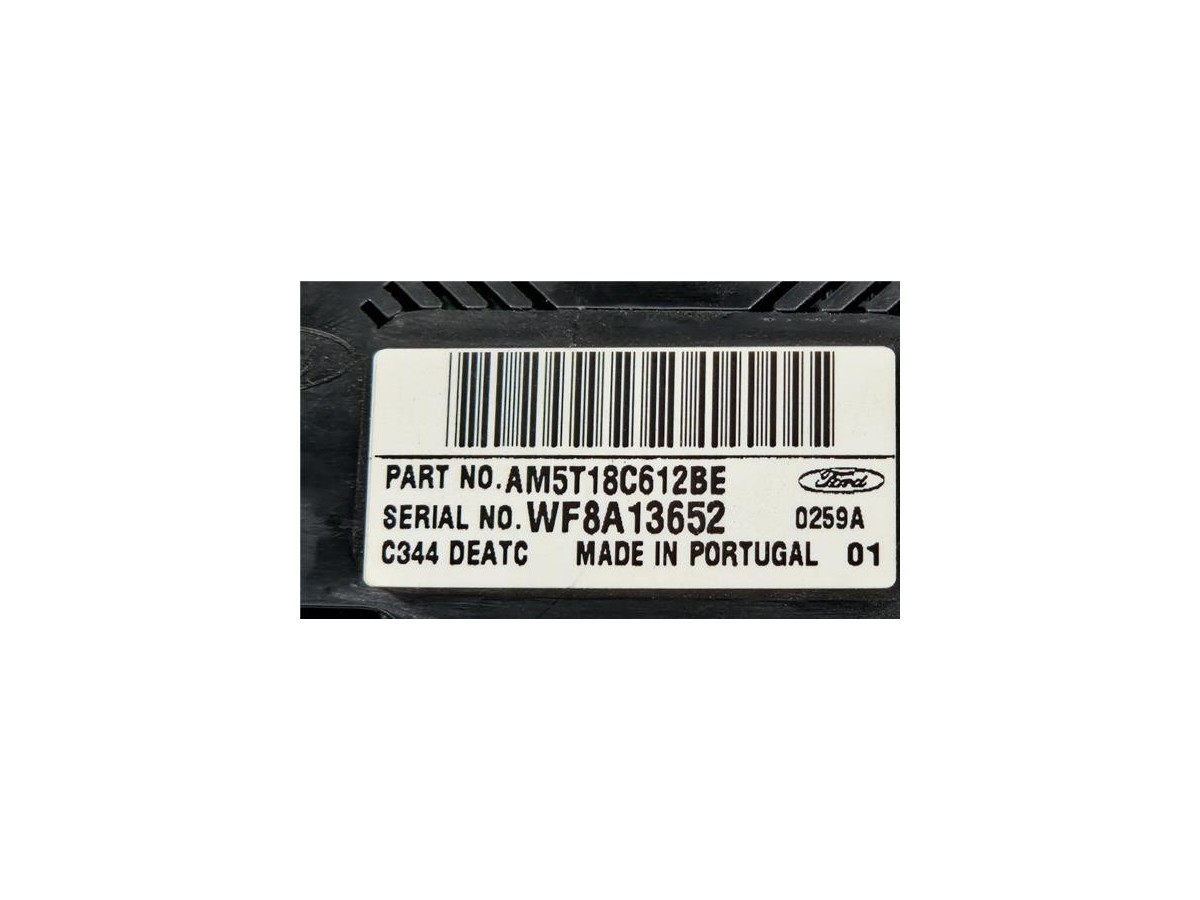 PART NO. AM5T18C612BE Ford
SERIAL NO. WF8A13652 0259A
C344 DEATC MADE IN PORTUGAL 01